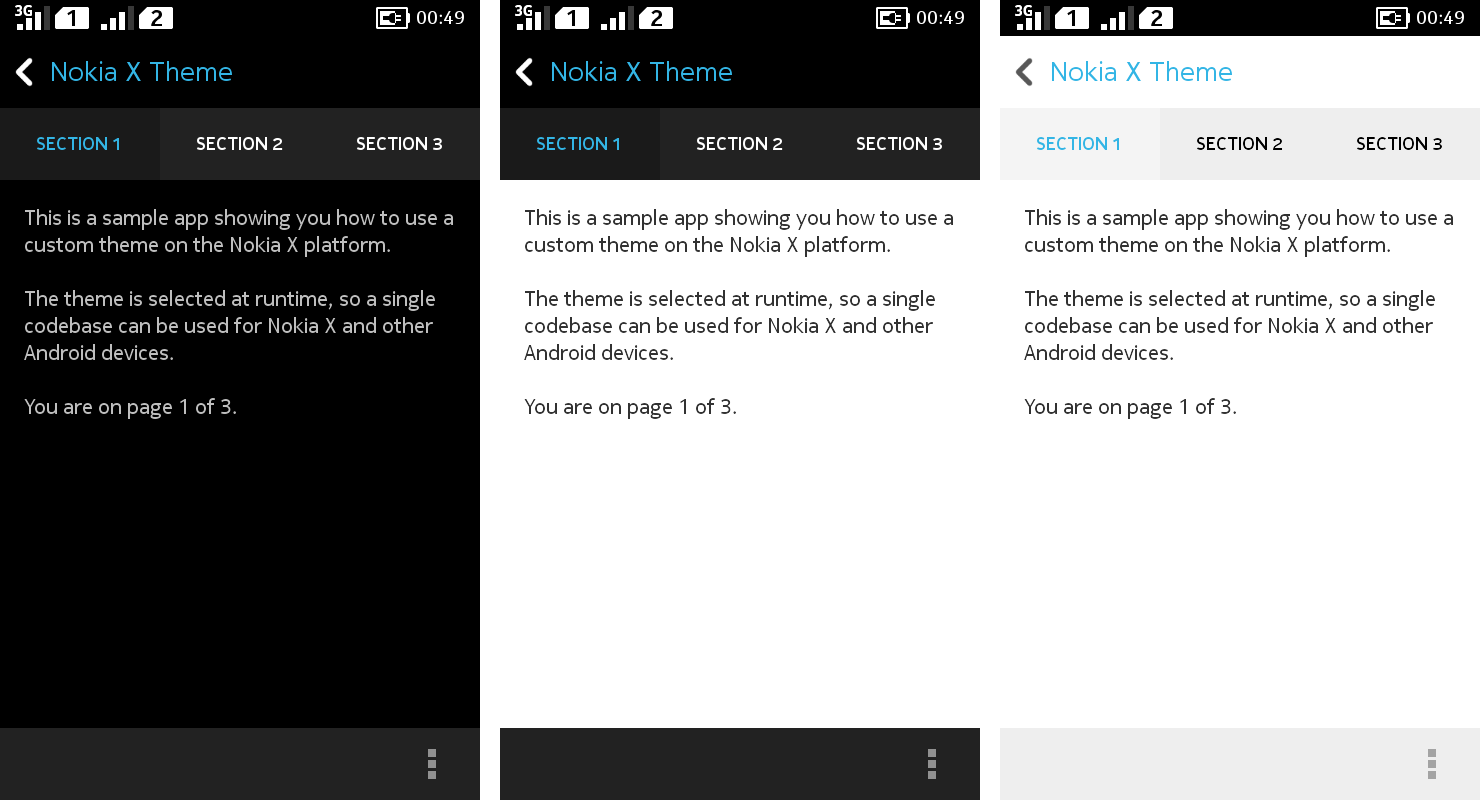 3G 1 2 00:49
Nokia X Theme
SECTION 1 SECTION 2 SECTION 3
This is a sample app showing you how to use a
custom theme on the Nokia X platform.
The theme is selected at runtime, so a single
codebase can be used for Nokia X and other
Android devices.
You are on page 1 of 3.
3G 1 2 00:49
Nokia X Theme
SECTION 1 SECTION 2 SECTION 3
This is a sample app showing you how to use a
custom theme on the Nokia X platform.
The theme is selected at runtime, so a single
codebase can be used for Nokia X and other
Android devices.
You are on page 1 of 3.
3G 1 2 00:49
Nokia X Theme
SECTION 1 SECTION 2 SECTION 3
This is a sample app showing you how to use a
custom theme on the Nokia X platform.
The theme is selected at runtime, so a single
codebase can be used for Nokia X and other
Android devices.
You are on page 1 of 3.